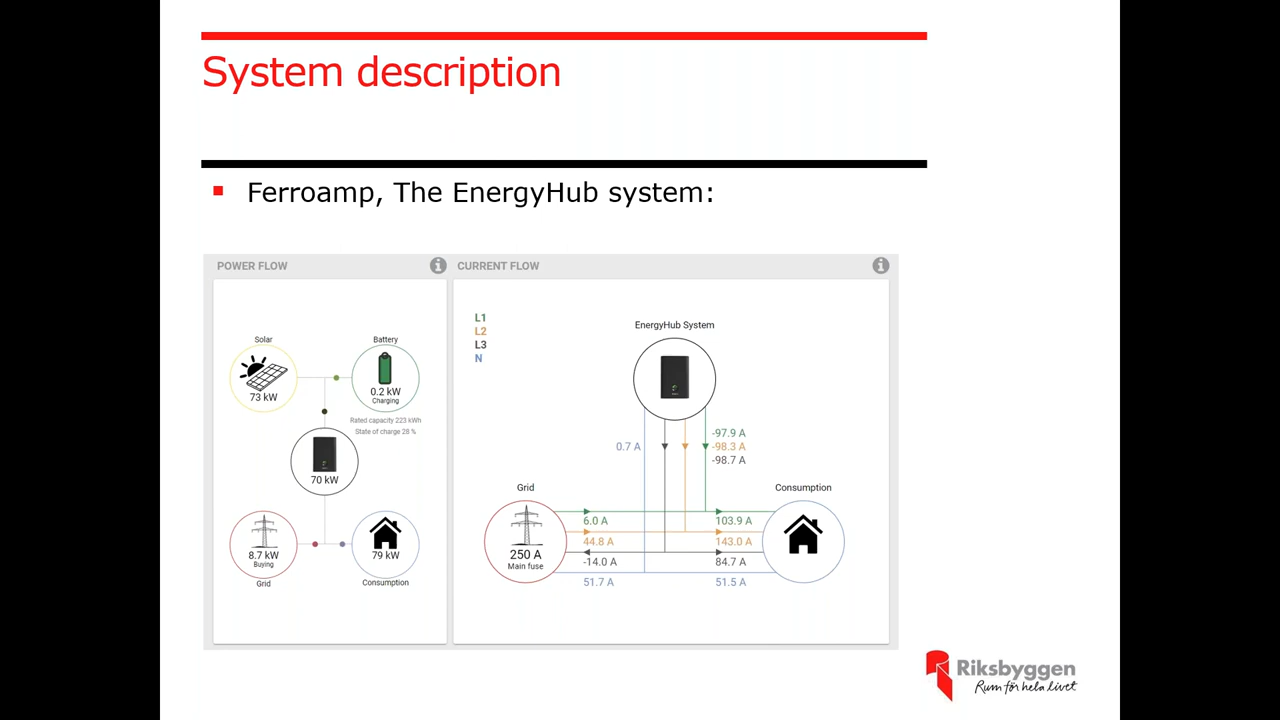 System description
Ferroamp, The EnergyHub system:
POWER FLOW
Solar
73 kW
Battery
0.2 kW
Charging
Rated capacity 223 kWh
State of charge 28 %
70 kW
8.7 kW
Buying
Grid
79 kW
Consumption
CURRENT FLOW
L1
L2
L3
N
EnergyHub System
0.7 A
-97.9 A
-98.3 A
-98.7 A
Grid
250 A
Main fuse
6.0 A
44.8 A
-14.0 A
51.7 A
103.9 A
143.0 A
84.7 A
51.5 A
Consumption
Riksbyggen
Rum för hela livet